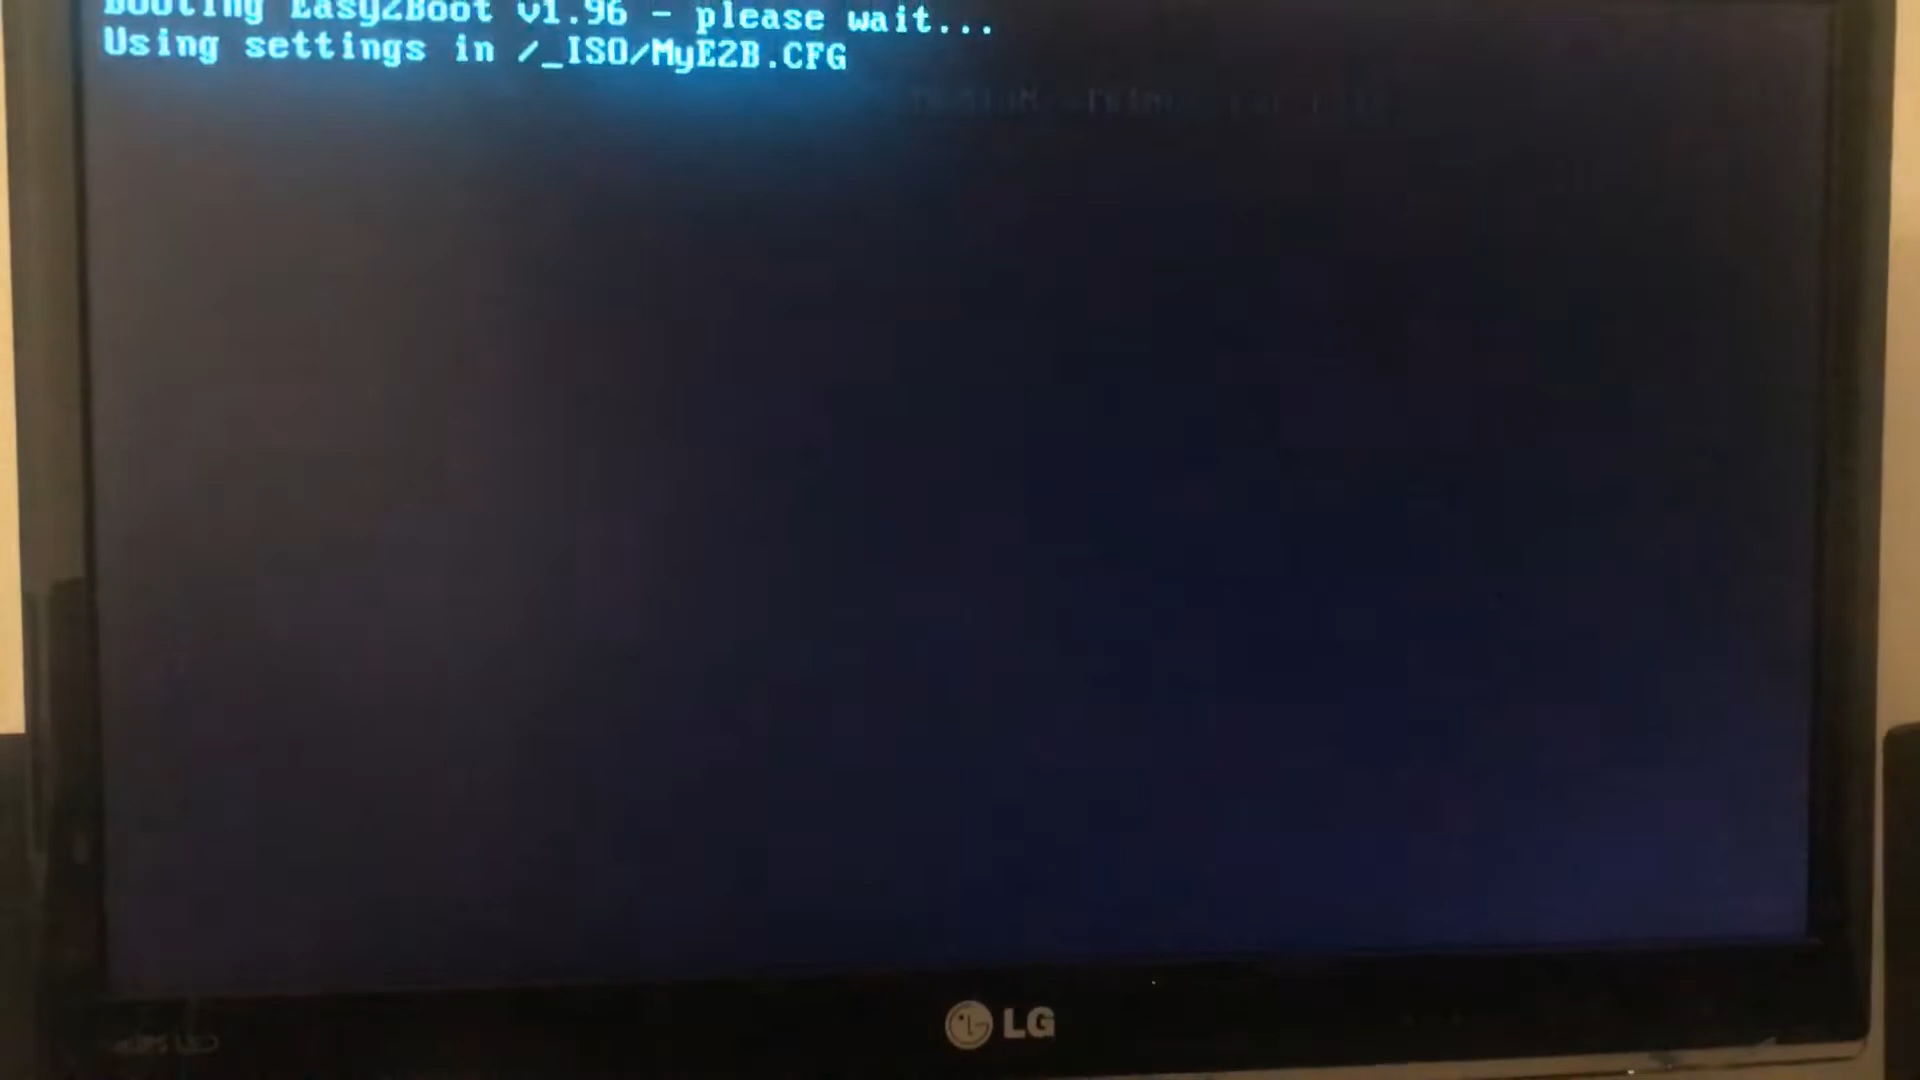 Booting Easy2Boot v1.96 - please wait...
Using settings in /_ISO/MyE2B.CFG
LG